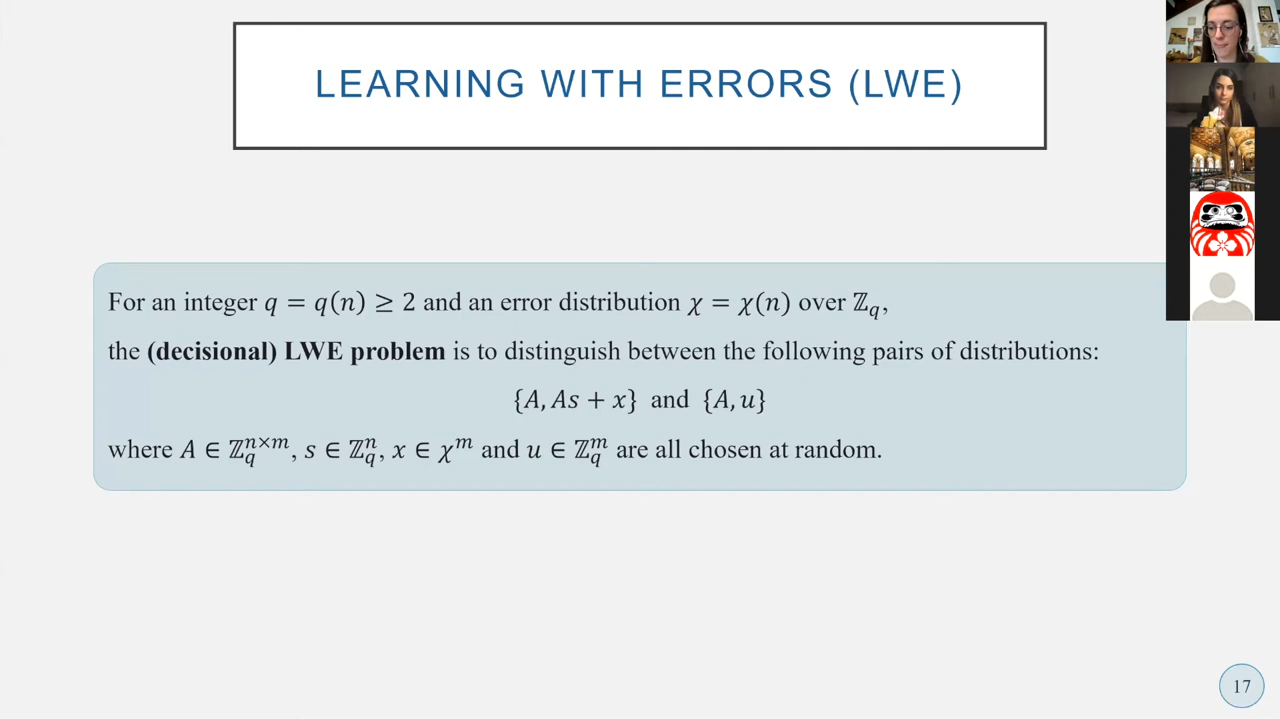 LEARNING WITH ERRORS (LWE)
For an integer q = q(n) ≥ 2 and an error distribution χ = χ(n) over ℤ_q,
the (decisional) LWE problem is to distinguish between the following pairs of distributions:
{A, As + x} and {A, u}
where A ∈ ℤ_q^{n×m}, s ∈ ℤ_q^n, x ∈ χ^m and u ∈ ℤ_q^m are all chosen at random.
17